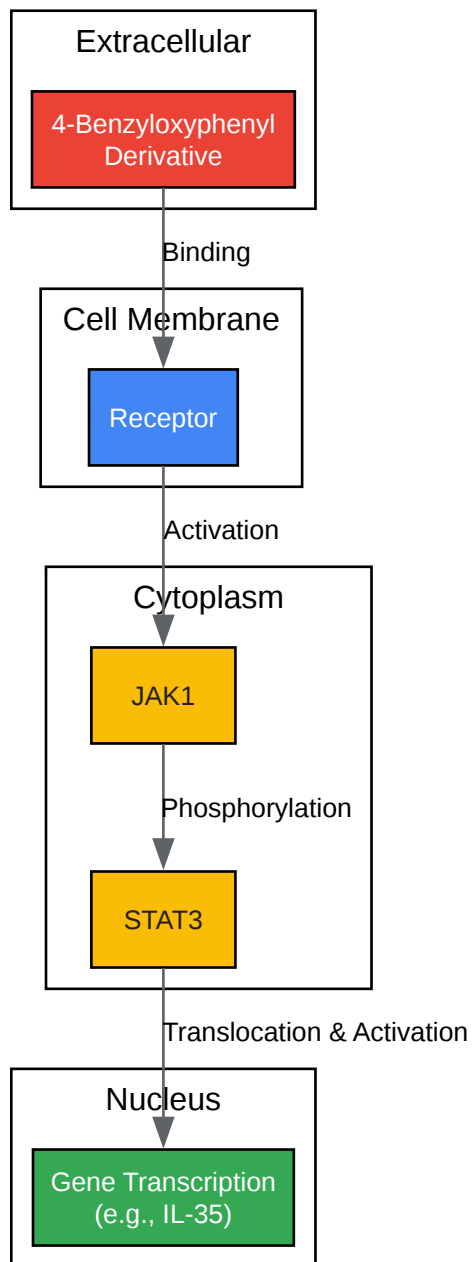 Extracellular
4-Benzyloxyphenyl
Derivative
Binding
Cell Membrane
Receptor
Activation
Cytoplasm
JAK1
Phosphorylation
STAT3
Translocation & Activation
Nucleus
Gene Transcription
(e.g., IL-35)